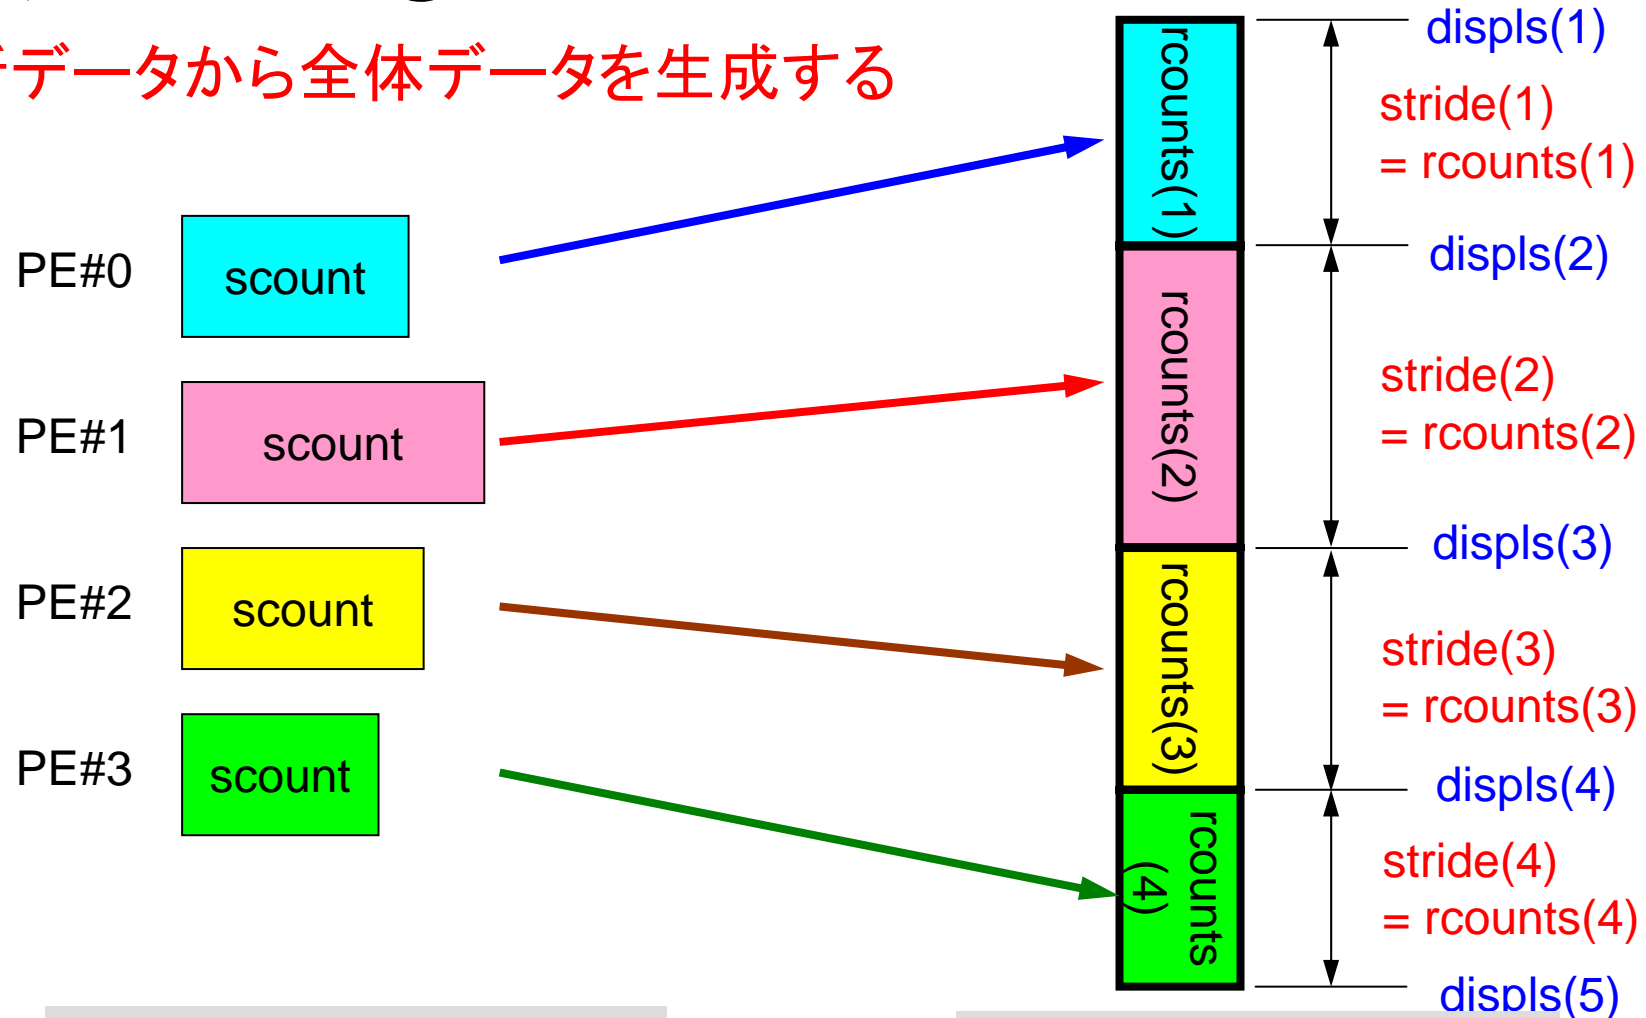 データから全体データを生成する
PE#0
scount
PE#1
scount
PE#2
scount
PE#3
scount
rcounts(1)
rcounts(2)
rcounts(3)
rcounts
(4)
displs(1)
stride(1)
= rcounts(1)
displs(2)
stride(2)
= rcounts(2)
displs(3)
stride(3)
= rcounts(3)
displs(4)
stride(4)
= rcounts(4)
displs(5)